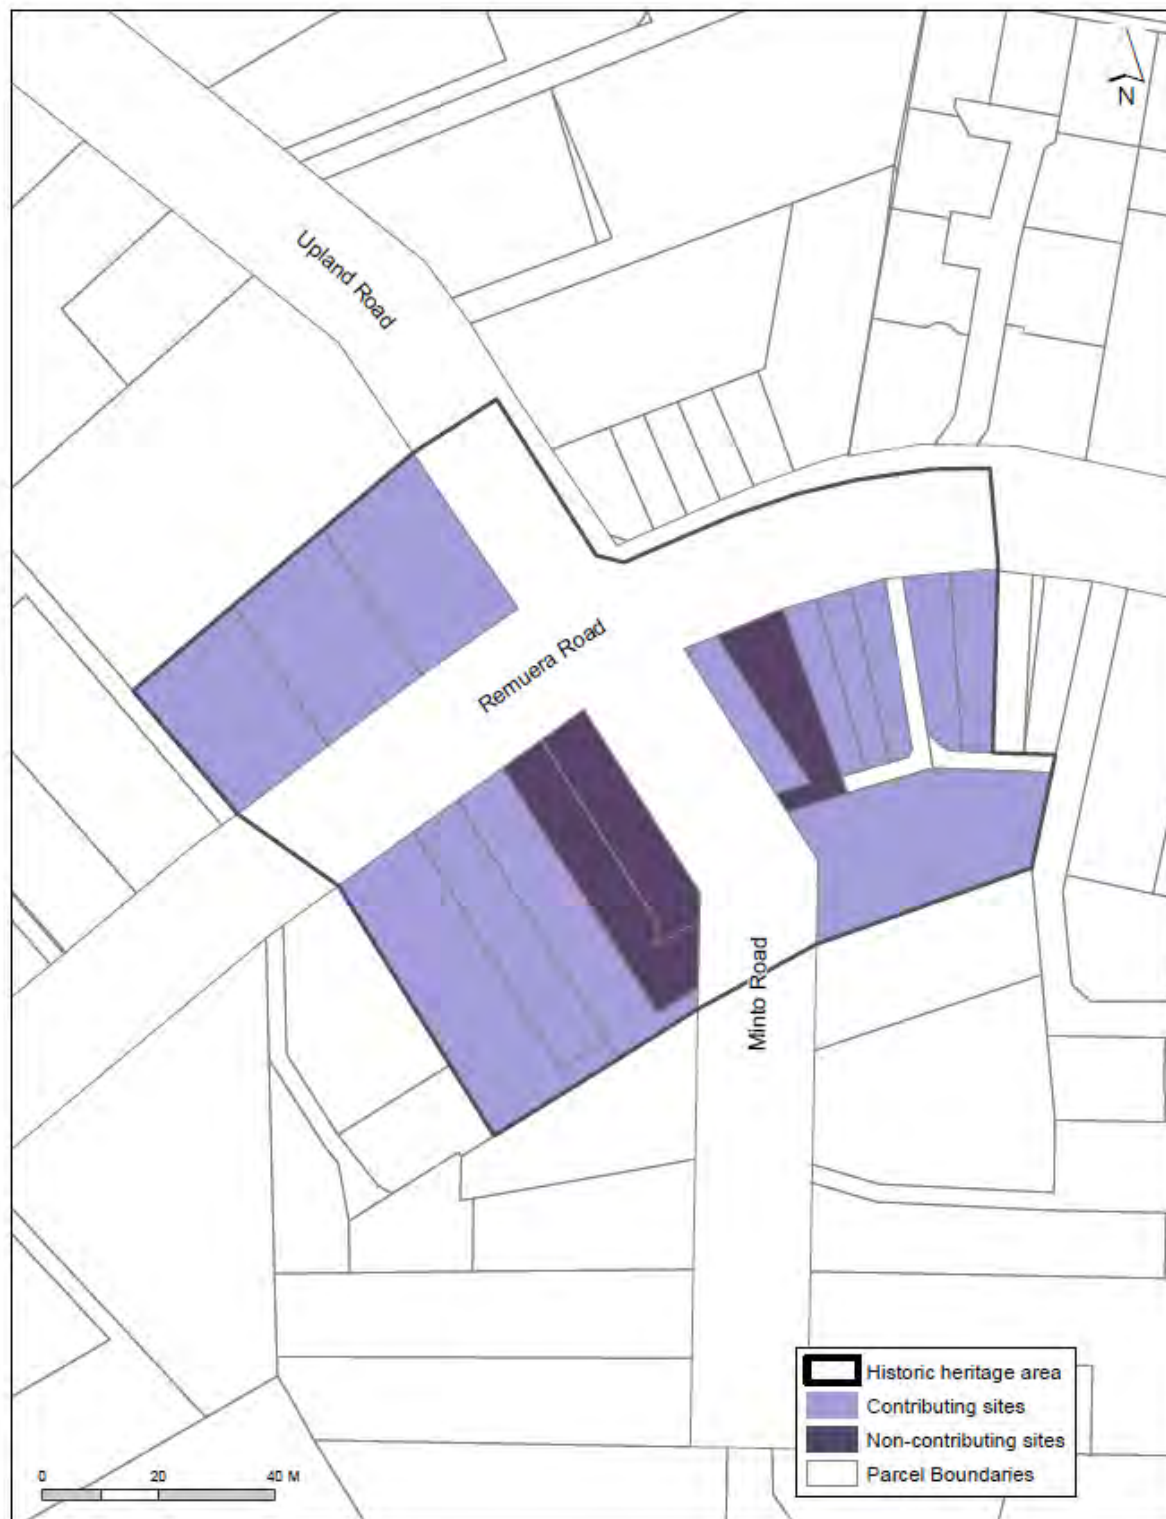 N
Upland Road
Remuera Road
Minto Road
Historic heritage area
Contributing sites
Non-contributing sites
Parcel Boundaries
0 20 40 M